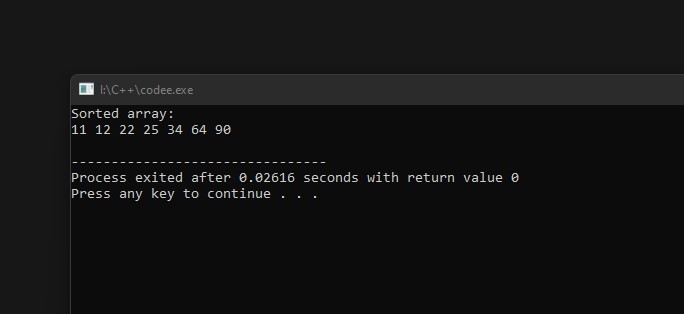 I:\C++\codee.exe
Sorted array:
11 12 22 25 34 64 90
--------------------------------
Process exited after 0.02616 seconds with return value 0
Press any key to continue . . .